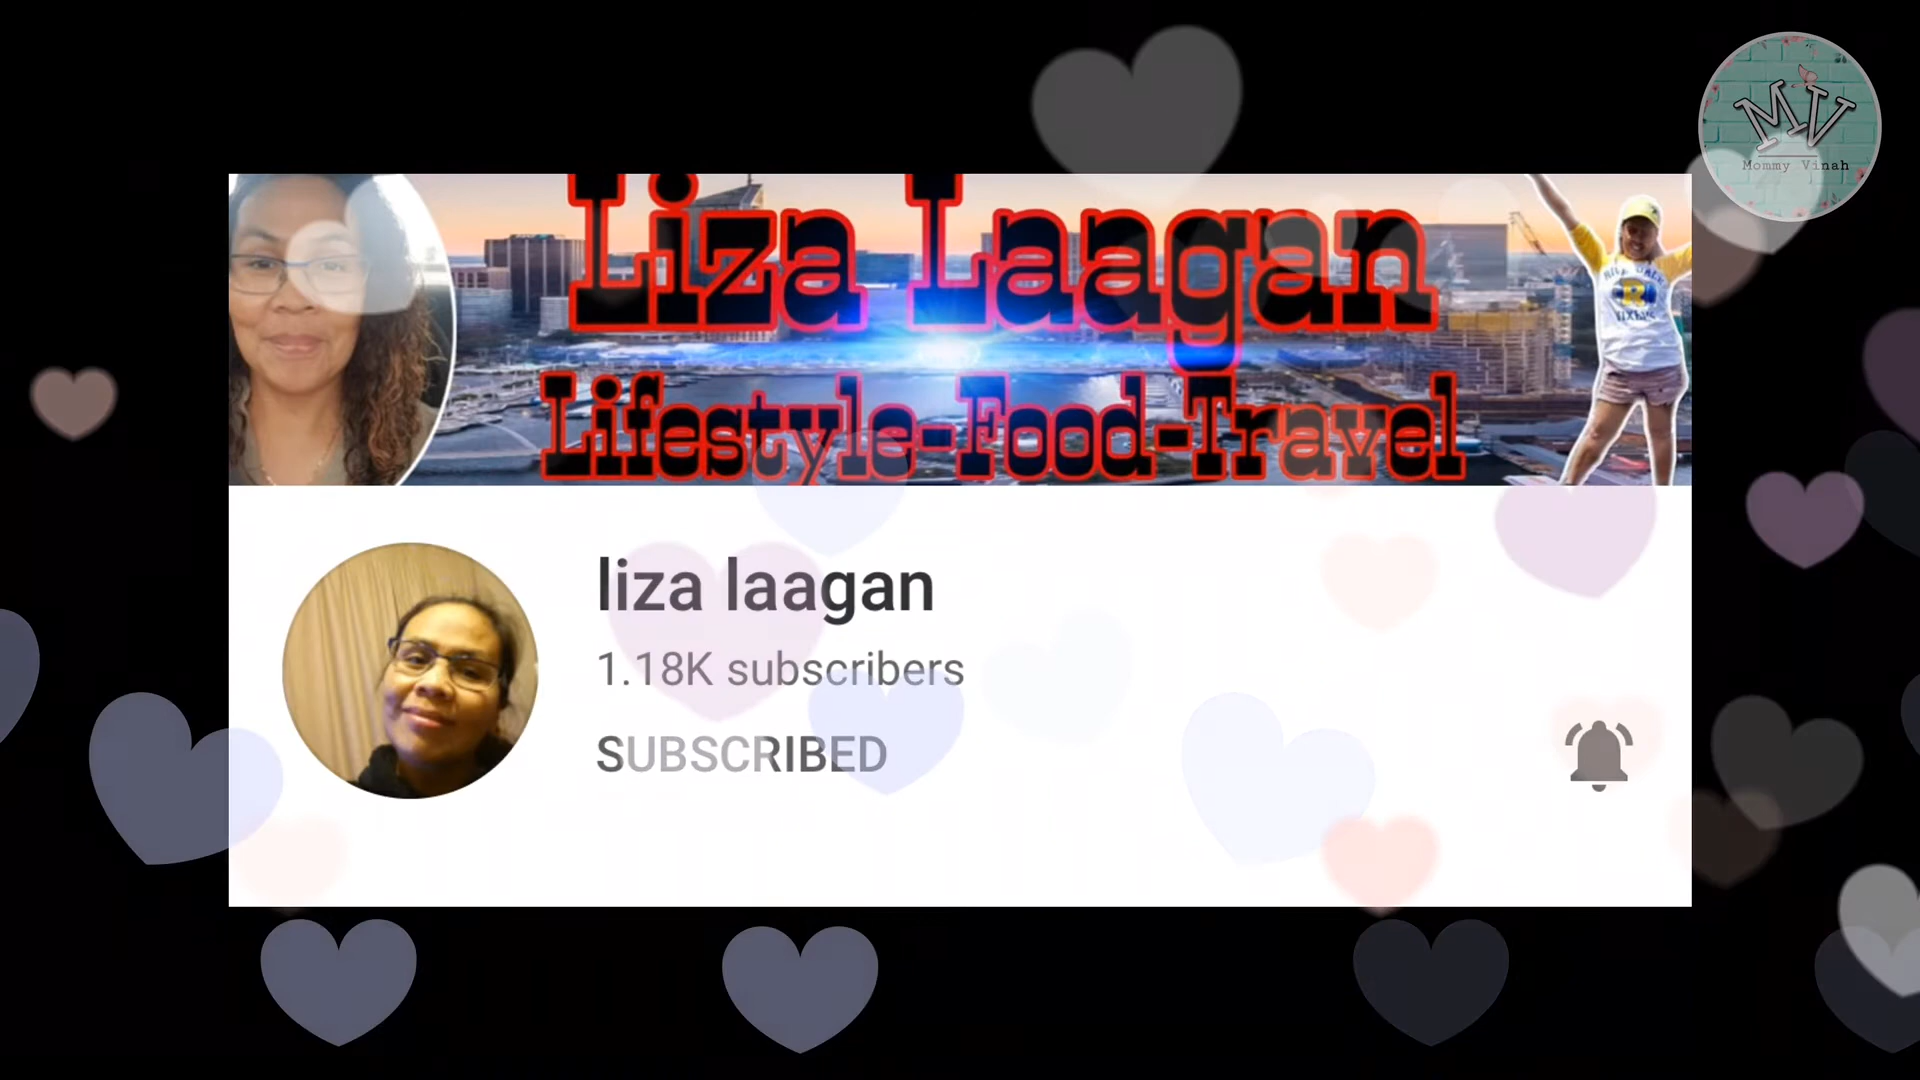 MV
Mommy Vinah
Liza Laagan
Lifestyle-Food-Travel
R
liza laagan
1.18K subscribers
SUBSCRIBED